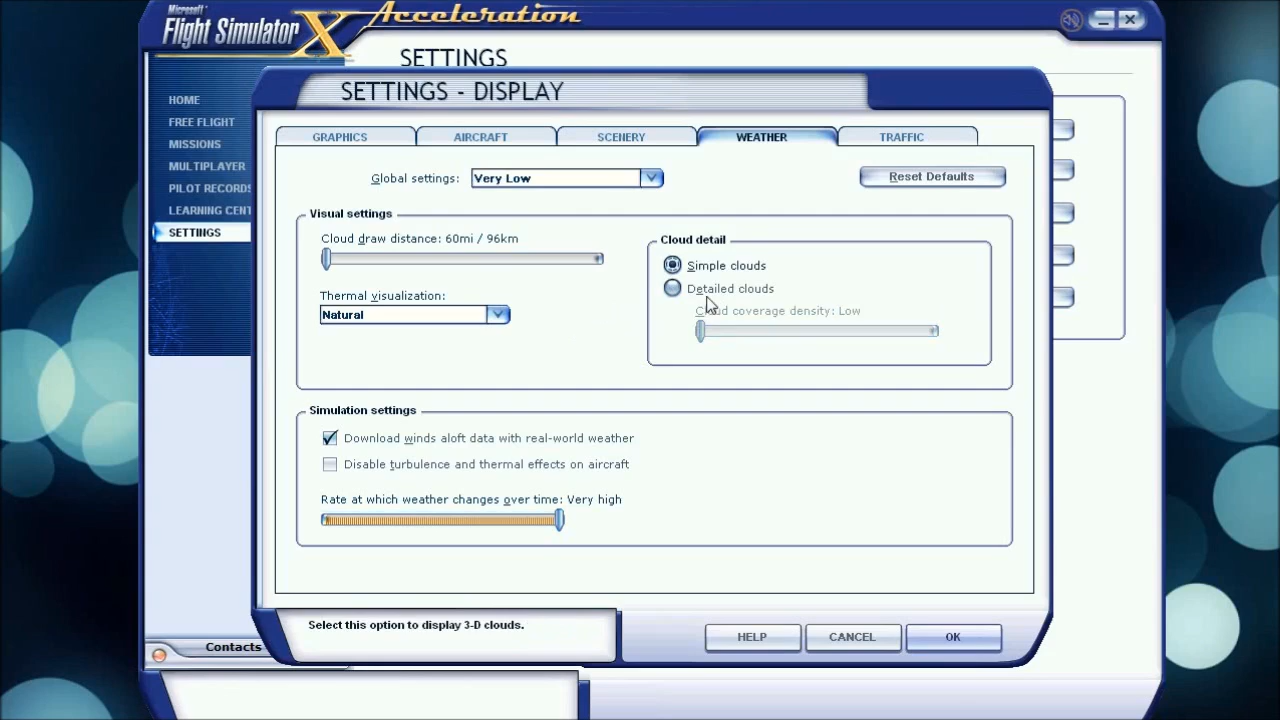 Microsoft
Flight Simulator X Acceleration
SETTINGS
SETTINGS - DISPLAY
HOME
FREE FLIGHT
MISSIONS
MULTIPLAYER
PILOT RECORDS
LEARNING CENT
SETTINGS
GRAPHICS
AIRCRAFT
SCENERY
WEATHER
TRAFFIC
Global settings: Very Low
Reset Defaults
Visual settings
Cloud draw distance: 60mi / 96km
Thermal visualization:
Natural
Cloud detail
Simple clouds
Detailed clouds
Cloud coverage density: Low
Simulation settings
Download winds aloft data with real-world weather
Disable turbulence and thermal effects on aircraft
Rate at which weather changes over time: Very high
Select this option to display 3-D clouds.
HELP
CANCEL
OK
Contacts